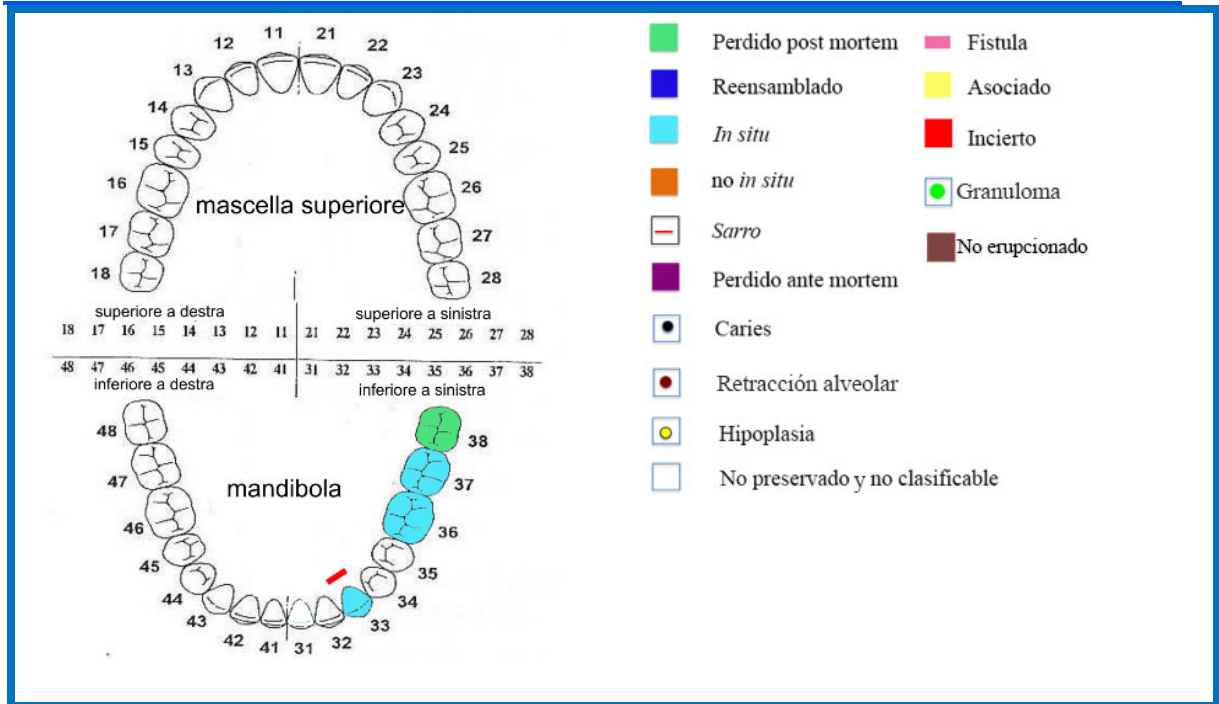 11 21
12 22
13 23
14 24
15 25
16 26
mascella superiore
17 27
18 28
superiore a destra superiore a sinistra
18 17 16 15 14 13 12 11 21 22 23 24 25 26 27 28
48 47 46 45 44 43 42 41 31 32 33 34 35 36 37 38
inferiore a destra inferiore a sinistra
48 38
47 37
mandibola
46 36
45 35
44 34
43 33
42 41 31 32
Perdido post mortem
Reensamblado
In situ
no in situ
Sarro
Perdido ante mortem
Caries
Retracción alveolar
Hipoplasia
No preservado y no clasificable
Fistula
Asociado
Incierto
Granuloma
No erupcionado